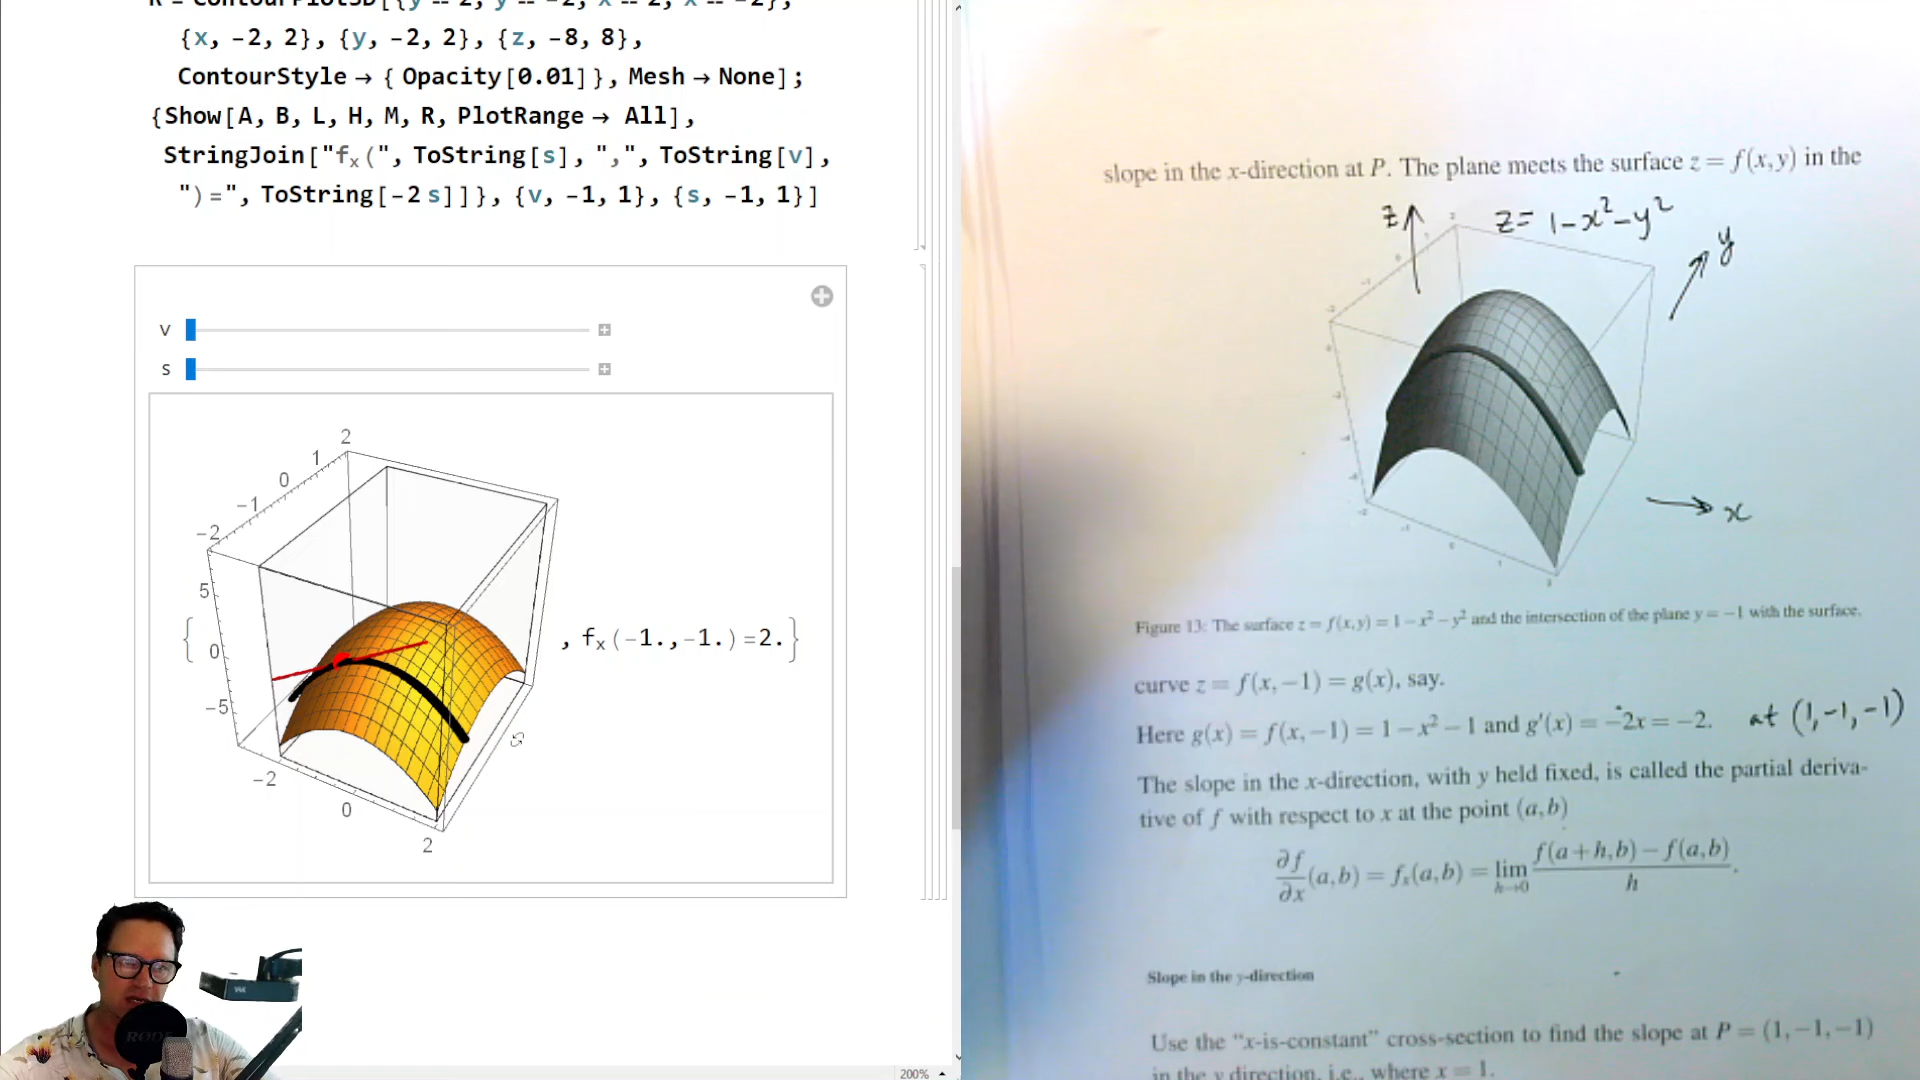 {x, -2, 2}, {y, -2, 2}, {z, -8, 8},
ContourStyle → { Opacity[0.01] }, Mesh → None];
{Show[A, B, L, H, M, R, PlotRange → All],
StringJoin["fₓ (", ToString[s], ",", ToString[v],
") =", ToString[-2 s]]}, {v, -1, 1}, {s, -1, 1}]
v
s
2
1
0
-1
-2
5
0
-5
-2
0
2
{ , fₓ (-1.,-1.) =2. }
200%
RODE
slope in the x-direction at P. The plane meets the surface z = f(x,y) in the
z
z = 1-x²-y²
y
x
Figure 13: The surface z = f(x,y) = 1 - x² - y² and the intersection of the plane y = -1 with the surface.
curve z = f(x, -1) = g(x), say.
Here g(x) = f(x, -1) = 1 - x² - 1 and g'(x) = -2x = -2. at (1,-1,-1)
The slope in the x-direction, with y held fixed, is called the partial deriva-
tive of f with respect to x at the point (a,b)
∂f/∂x (a,b) = fₓ(a,b) = lim h→0 f(a+h,b) - f(a,b) / h .
Slope in the y-direction
Use the "x-is-constant" cross-section to find the slope at P = (1,-1,-1)
in the y direction, i.e., where x = 1.